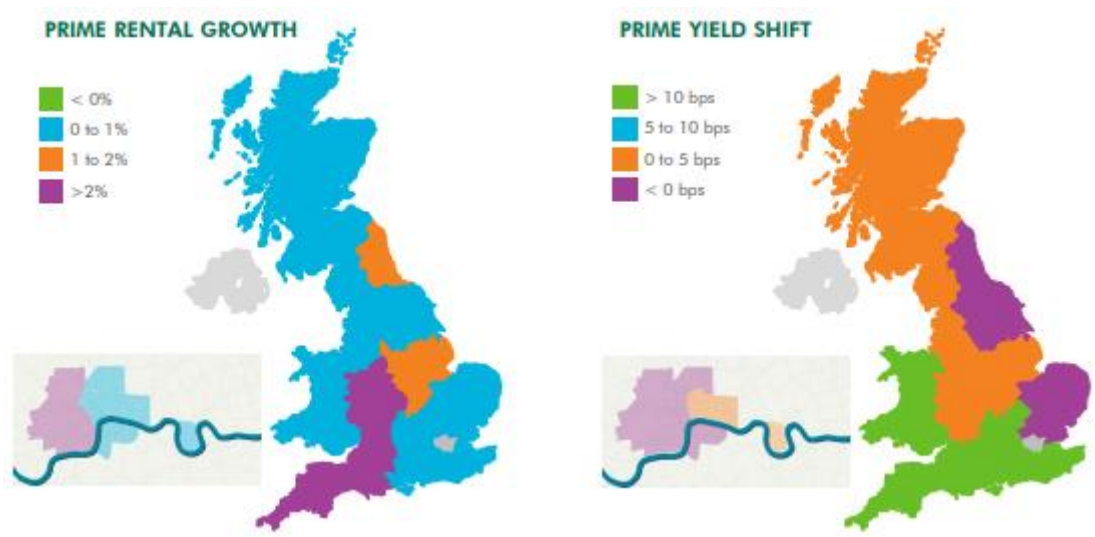 PRIME RENTAL GROWTH
< 0%
0 to 1%
1 to 2%
>2%
PRIME YIELD SHIFT
> 10 bps
5 to 10 bps
0 to 5 bps
< 0 bps